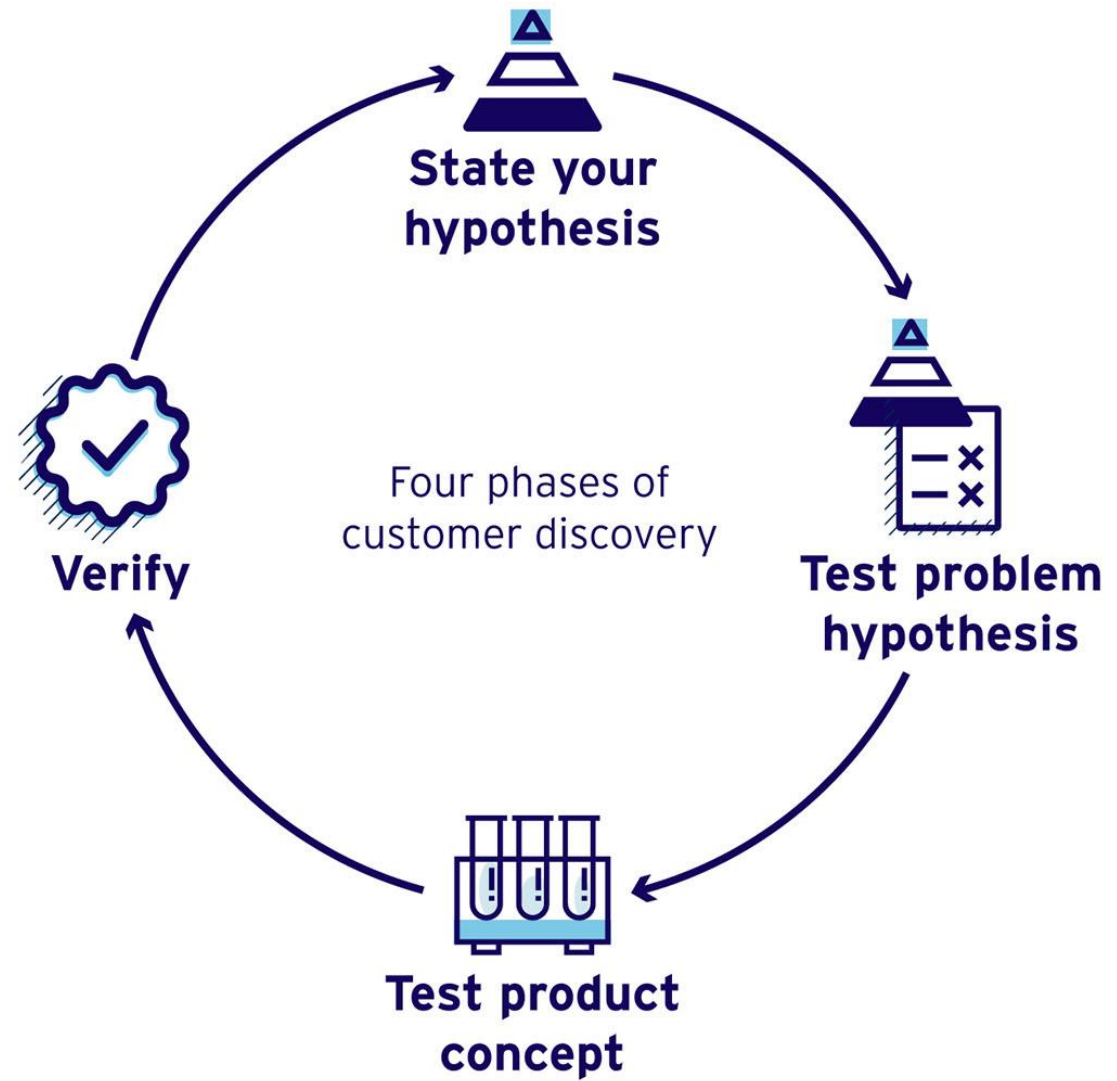 State your
hypothesis
Test problem
hypothesis
Test product
concept
Verify
Four phases of
customer discovery